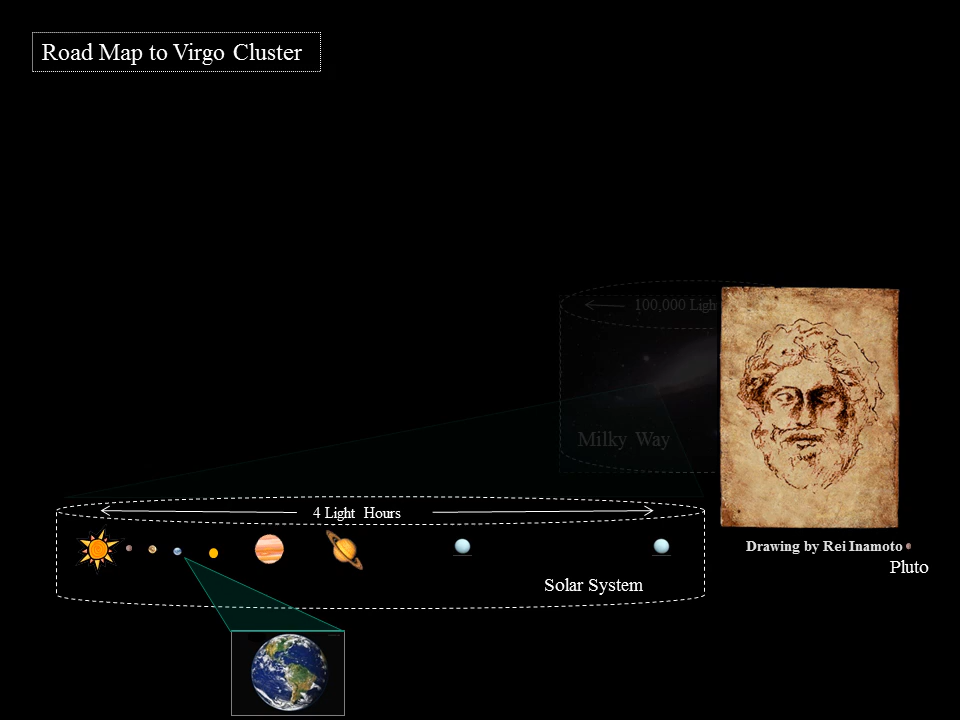 Road Map to Virgo Cluster
100,000 Ligh
Milky Way
4 Light Hours
Drawing by Rei Inamoto
Pluto
Solar System